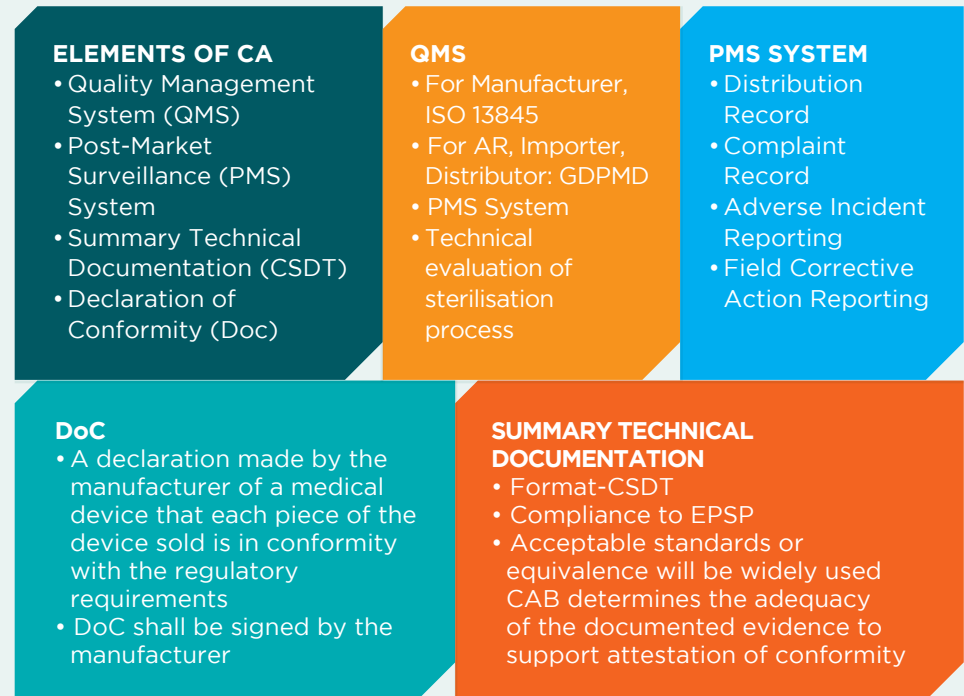 ELEMENTS OF CA
• Quality Management
System (QMS)
• Post-Market
Surveillance (PMS)
System
• Summary Technical
Documentation (CSDT)
• Declaration of
Conformity (Doc)
QMS
• For Manufacturer,
ISO 13845
• For AR, Importer,
Distributor: GDPMD
• PMS System
• Technical
evaluation of
sterilisation
process
PMS SYSTEM
• Distribution
Record
• Complaint
Record
• Adverse Incident
Reporting
• Field Corrective
Action Reporting
DoC
• A declaration made by the
manufacturer of a medical
device that each piece of the
device sold is in conformity
with the regulatory
requirements
• DoC shall be signed by the
manufacturer
SUMMARY TECHNICAL
DOCUMENTATION
• Format-CSDT
• Compliance to EPSP
• Acceptable standards or
equivalence will be widely used
CAB determines the adequacy
of the documented evidence to
support attestation of conformity